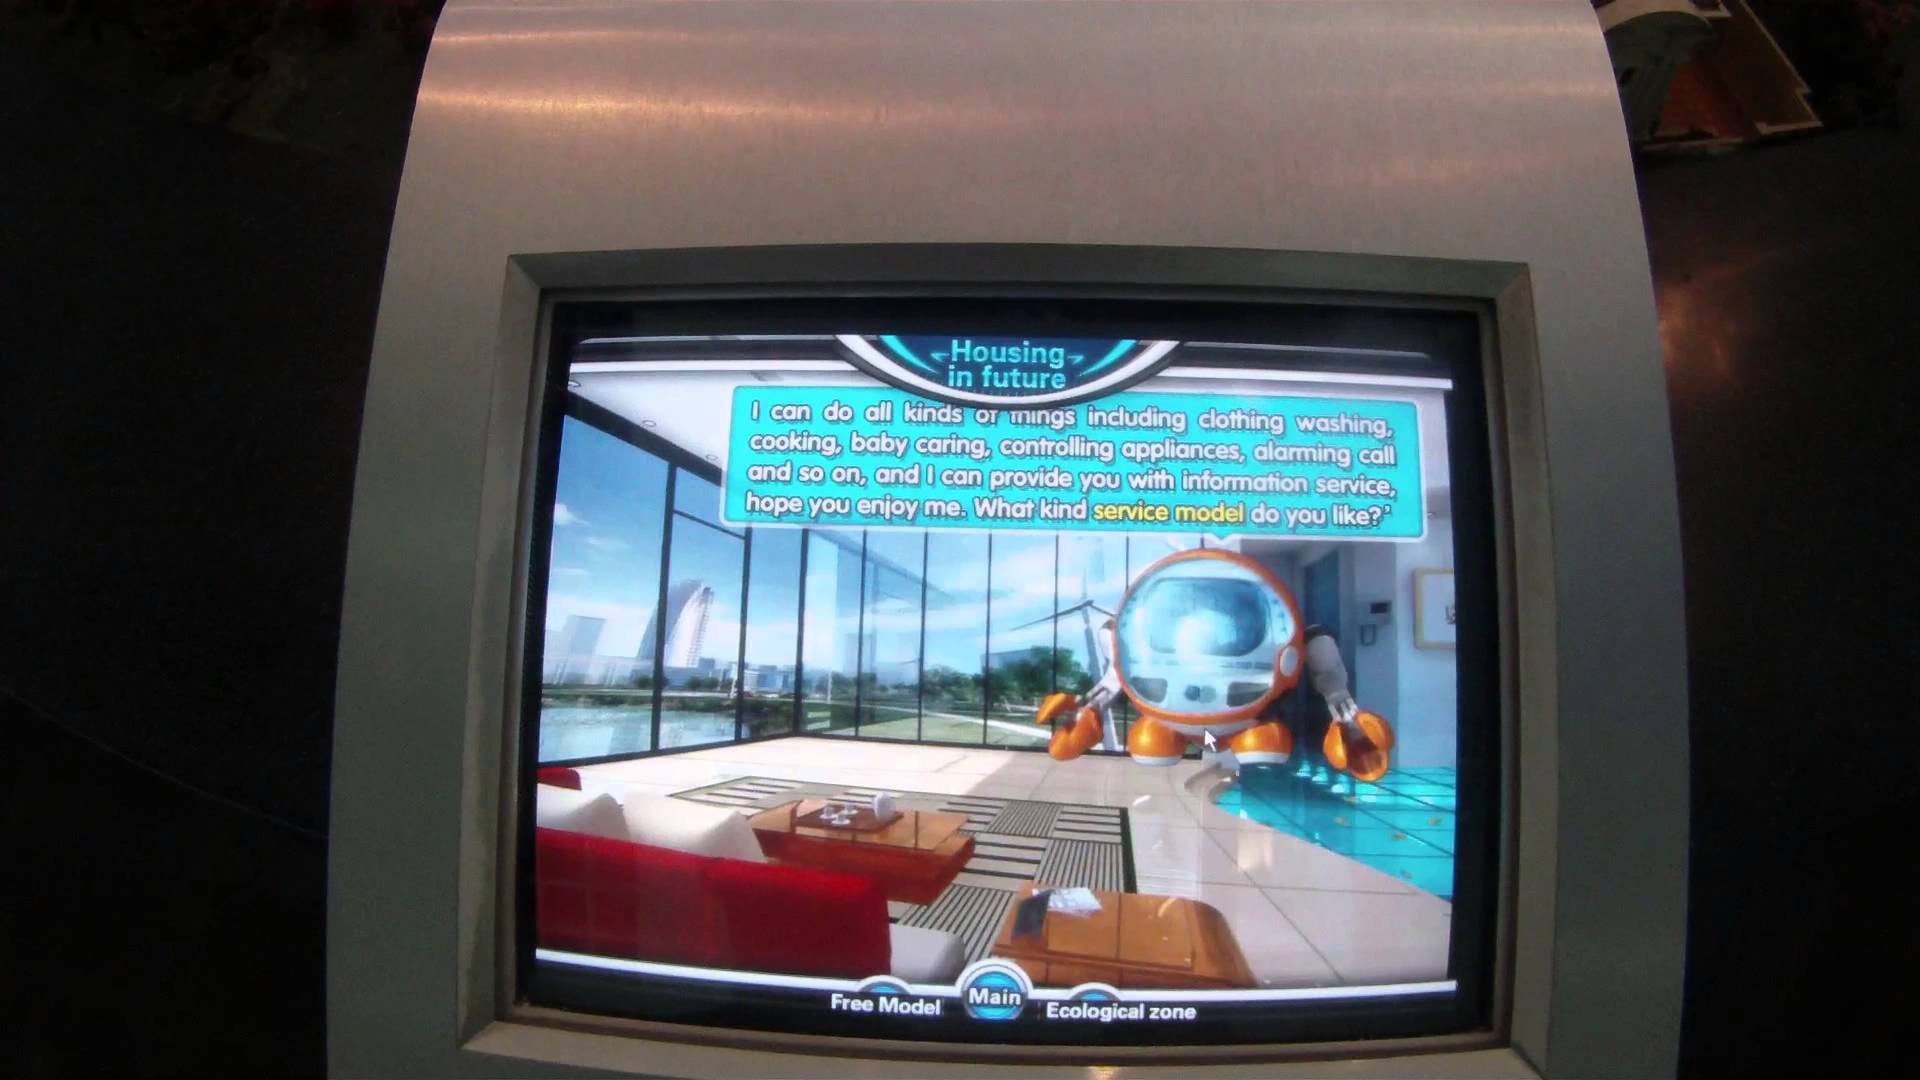 Housing
in future
I can do all kinds of things including clothing washing,
cooking, baby caring, controlling appliances, alarming call
and so on, and I can provide you with information service,
hope you enjoy me. What kind service model do you like?"
Free Model
Main
Ecological zone